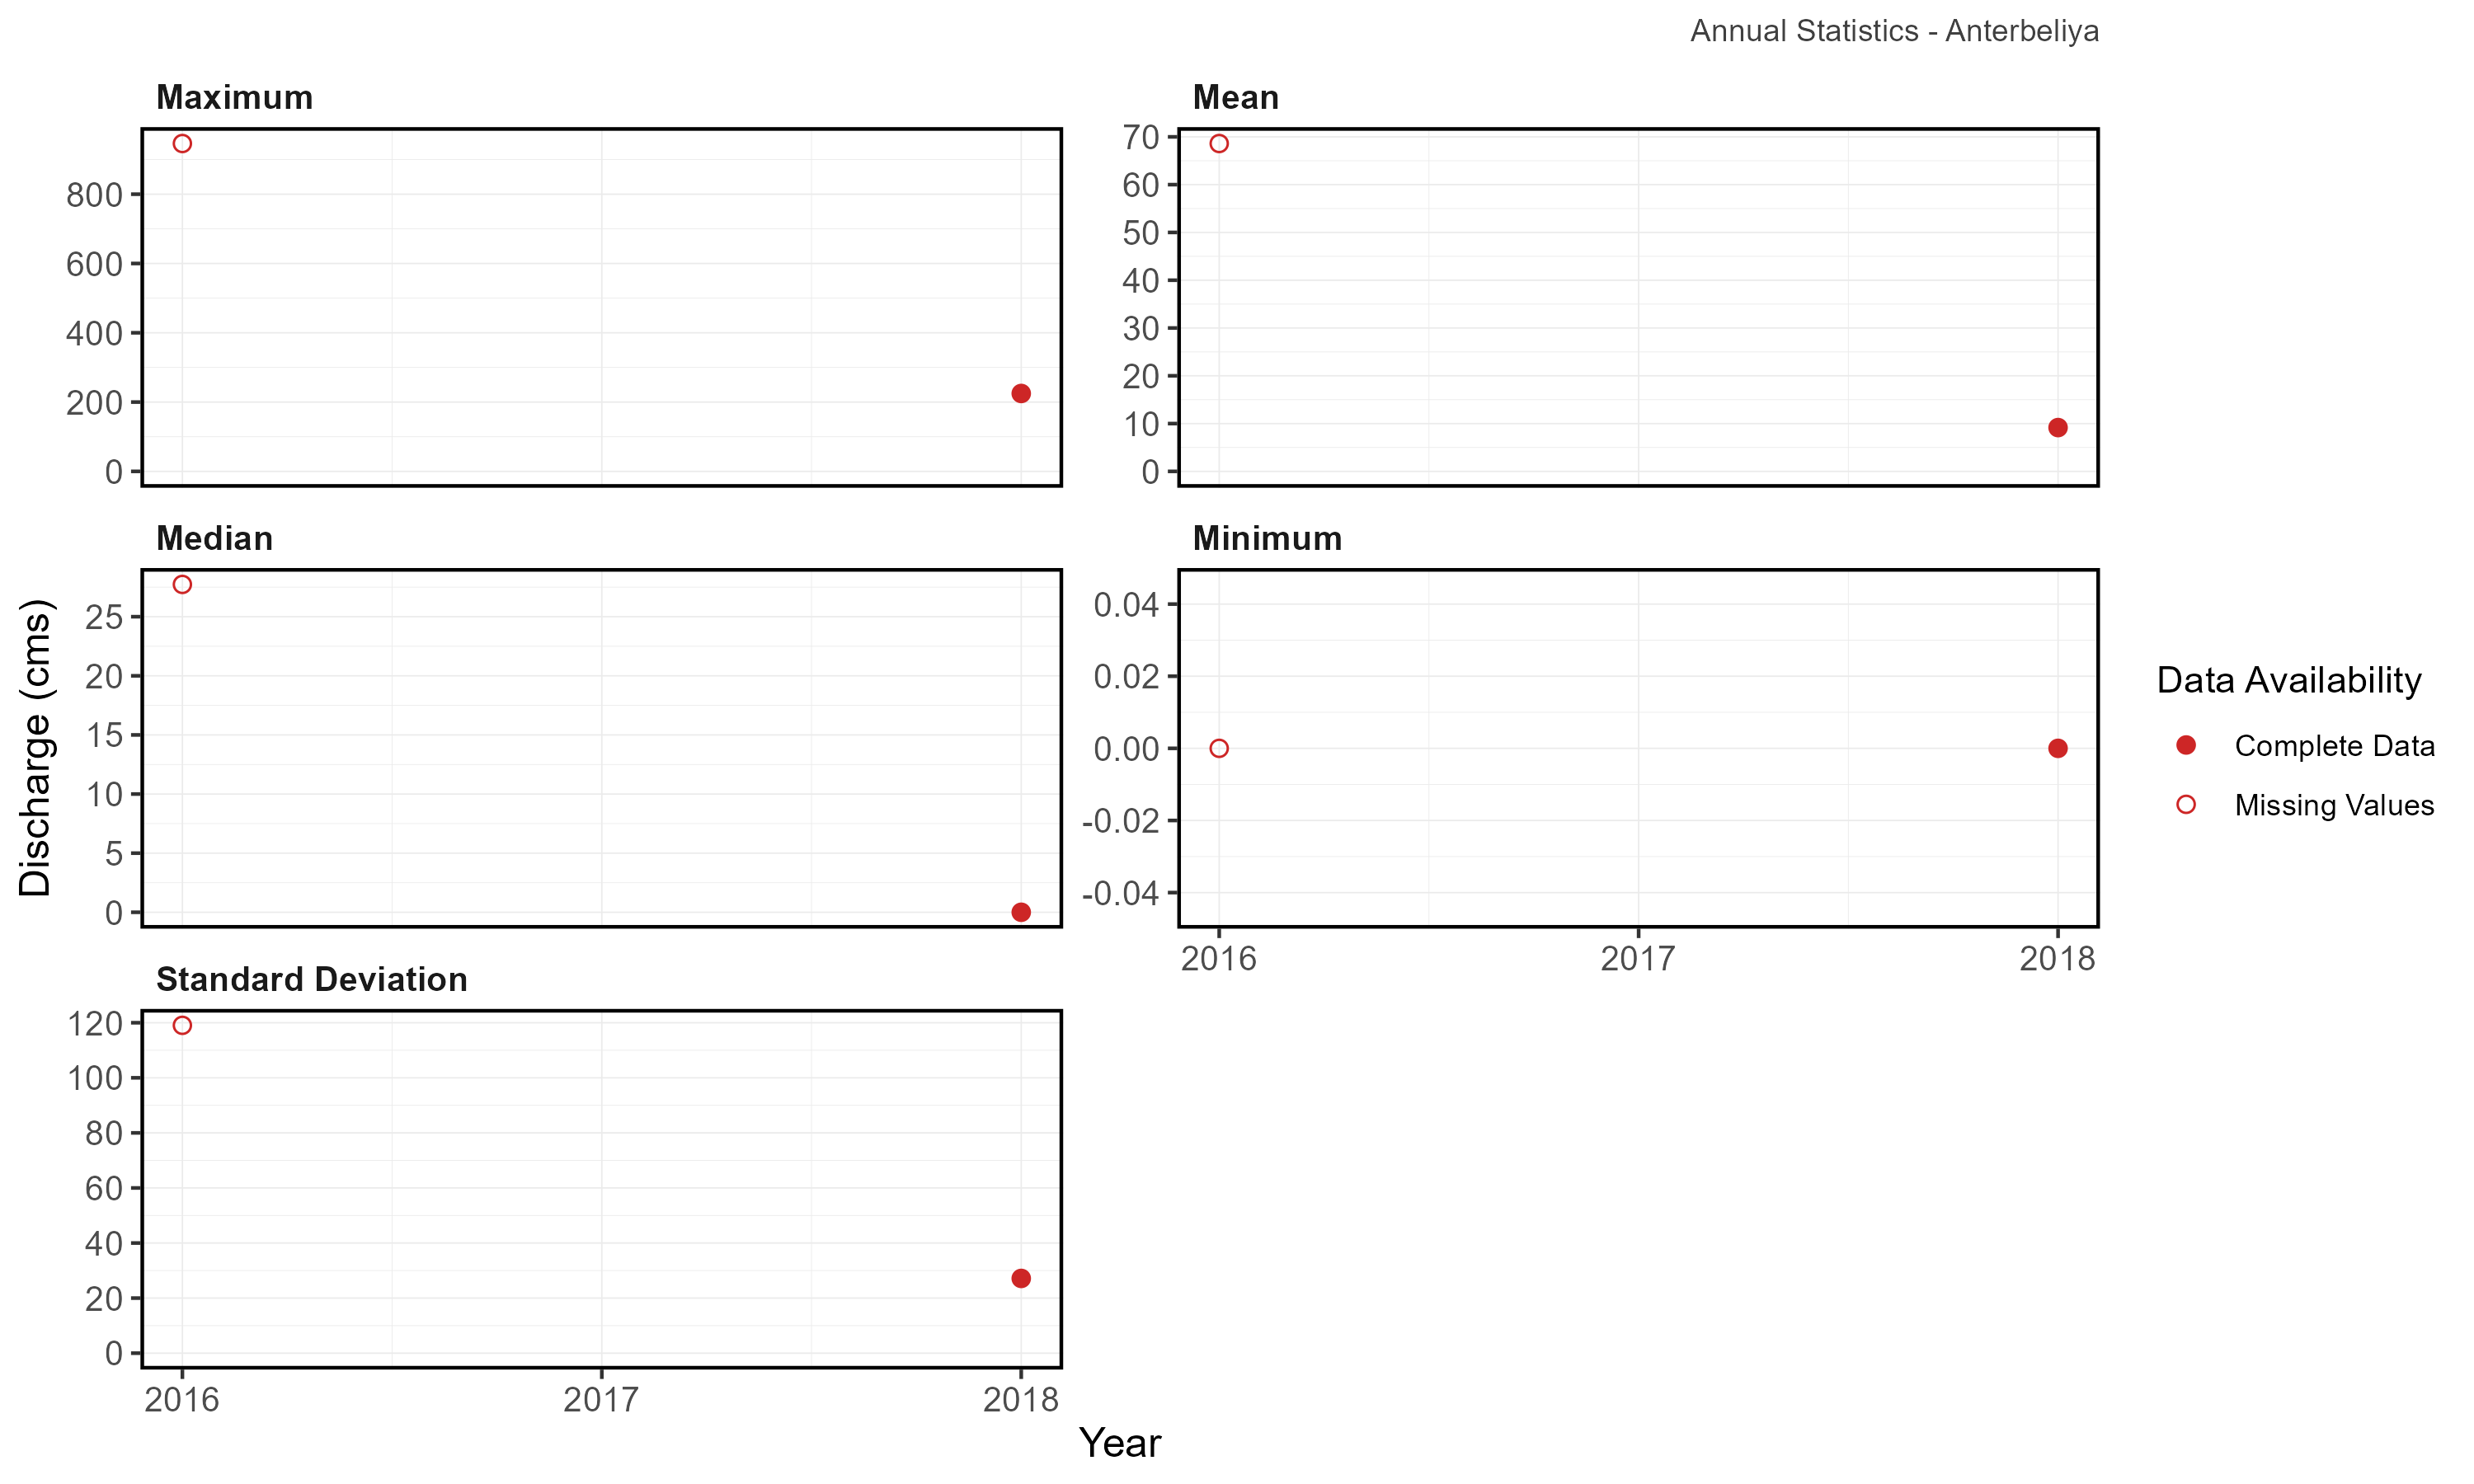 Annual Statistics - Anterbeliya
Maximum
800
600
400
200
0
Mean
70
60
50
40
30
20
10
0
Discharge (cms)
Median
25
20
15
10
5
0
Minimum
0.04
0.02
0.00
-0.02
-0.04
2016 2017 2018
Standard Deviation
120
100
80
60
40
20
0
2016 2017 2018
Year
Data Availability
Complete Data
Missing Values